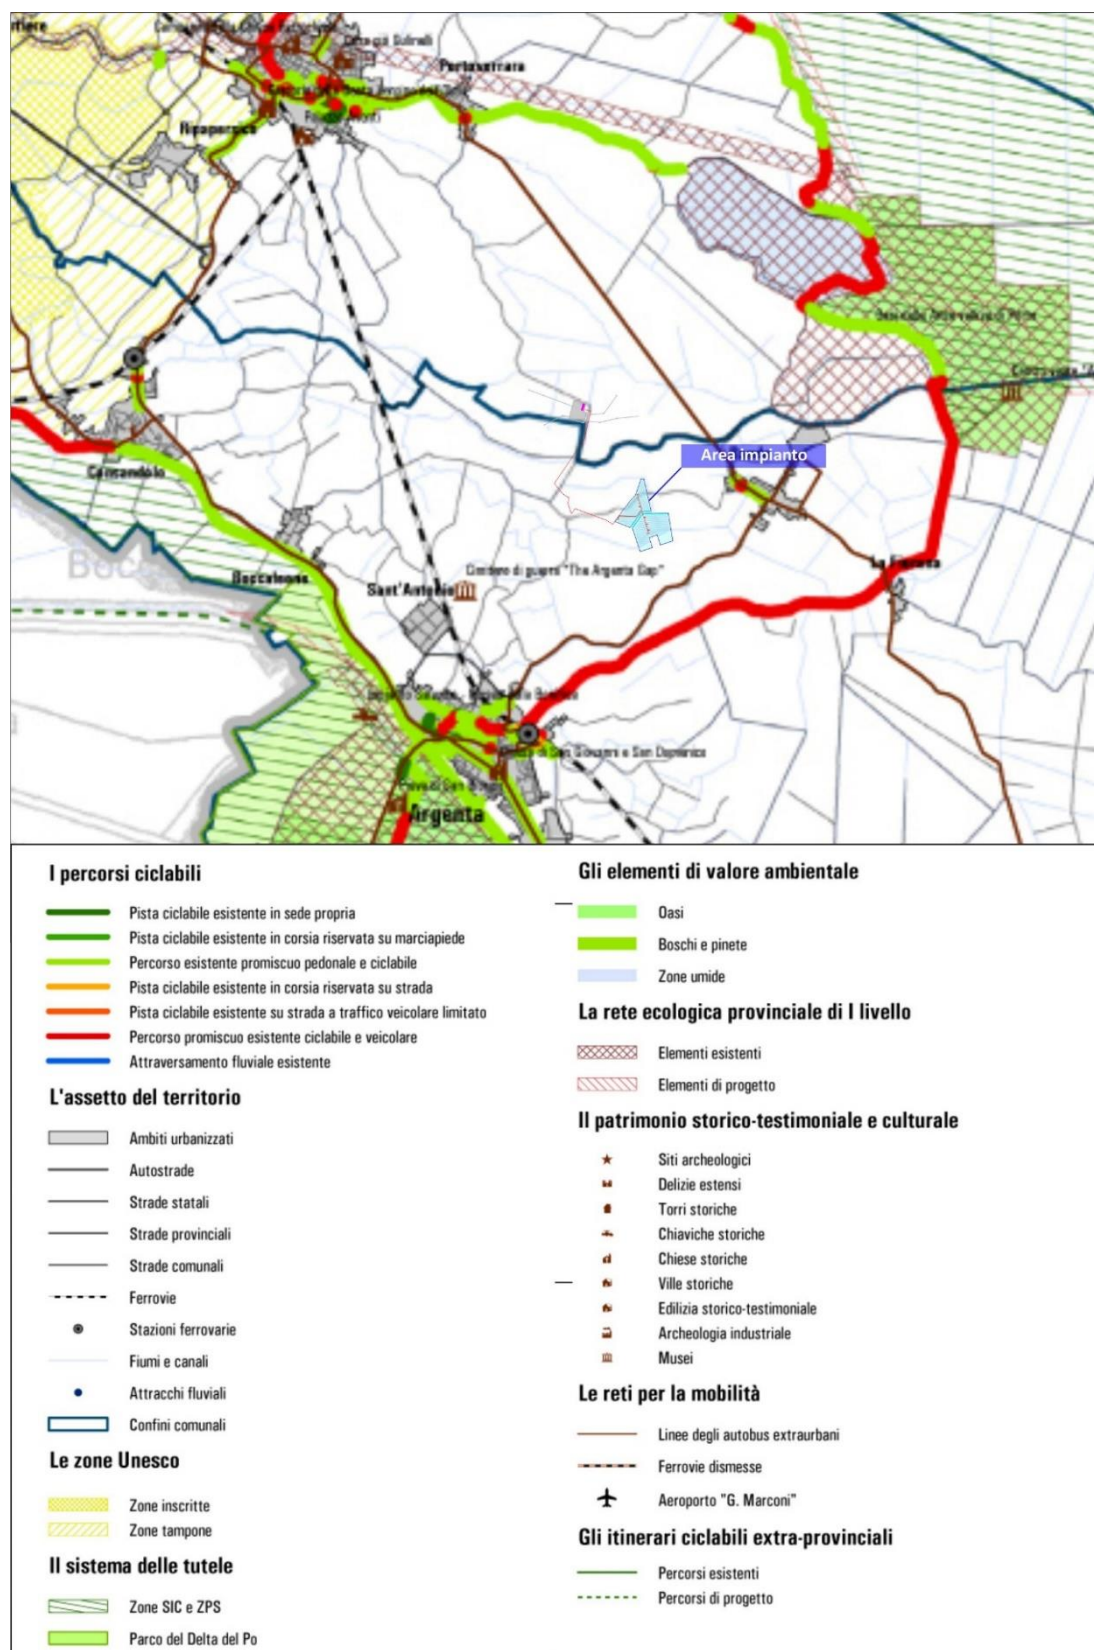 Portoverrara
Ripapersico
Consandolo
Area impianto
Boccaleone
Cimitero di guerra "The Argenta Gap"
La Fiorana
Sant'Antonio
Argenta
I percorsi ciclabili
Pista ciclabile esistente in sede propria
Pista ciclabile esistente in corsia riservata su marciapiede
Percorso esistente promiscuo pedonale e ciclabile
Pista ciclabile esistente in corsia riservata su strada
Pista ciclabile esistente su strada a traffico veicolare limitato
Percorso promiscuo esistente ciclabile e veicolare
Attraversamento fluviale esistente
L'assetto del territorio
Ambiti urbanizzati
Autostrade
Strade statali
Strade provinciali
Strade comunali
Ferrovie
Stazioni ferrovarie
Fiumi e canali
Attracchi fluviali
Confini comunali
Le zone Unesco
Zone inscritte
Zone tampone
Il sistema delle tutele
Zone SIC e ZPS
Parco del Delta del Po
Gli elementi di valore ambientale
Oasi
Boschi e pinete
Zone umide
La rete ecologica provinciale di I livello
Elementi esistenti
Elementi di progetto
Il patrimonio storico-testimoniale e culturale
Siti archeologici
Delizie estensi
Torri storiche
Chiaviche storiche
Chiese storiche
Ville storiche
Edilizia storico-testimoniale
Archeologia industriale
Musei
Le reti per la mobilità
Linee degli autobus extraurbani
Ferrovie dismesse
Aeroporto "G. Marconi"
Gli itinerari ciclabili extra-provinciali
Percorsi esistenti
Percorsi di progetto